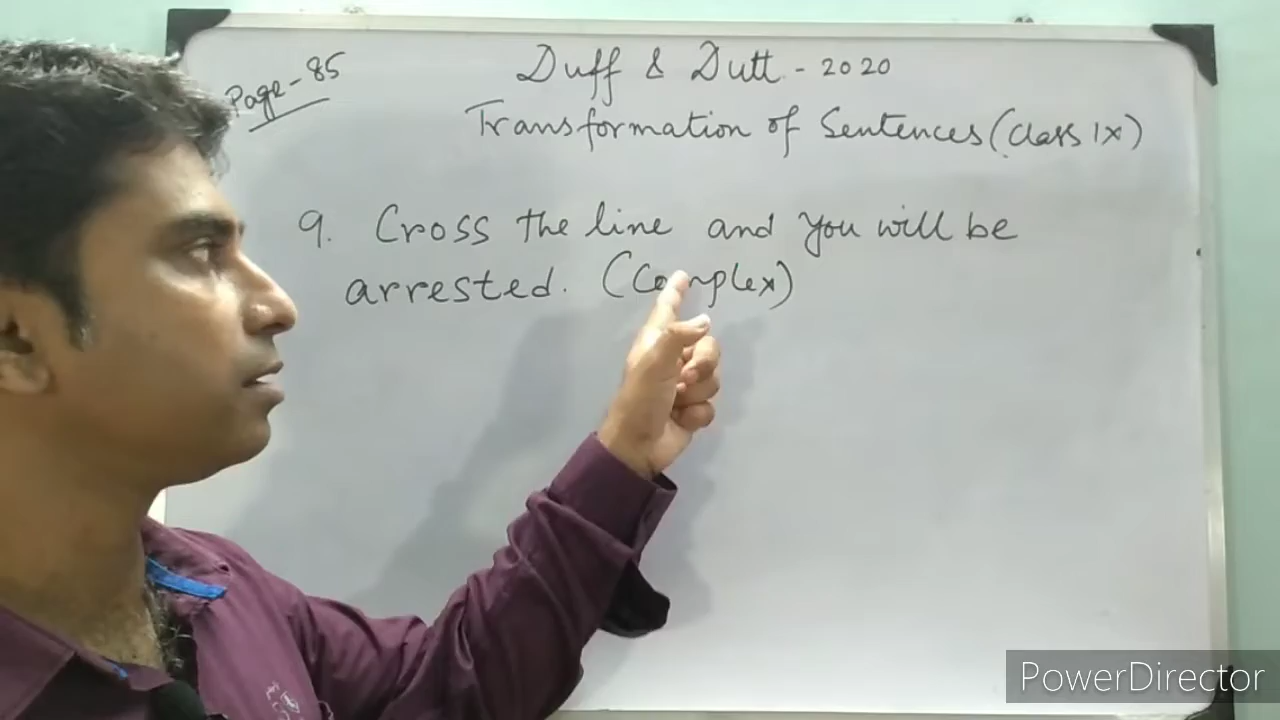 Page-85
Duff & Dutt - 2020
Transformation of Sentences (Class IX)
9. Cross the line and you will be
arrested. (Complex)
PowerDirector